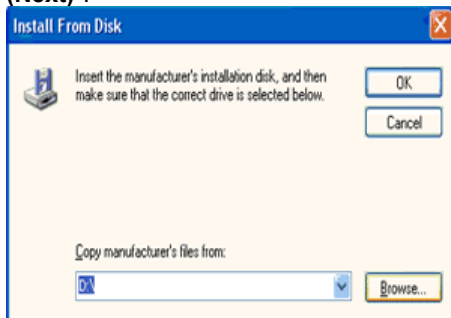 (Next) .
Install From Disk
Insert the manufacturer's installation disk, and then
make sure that the correct drive is selected below.
OK
Cancel
Copy manufacturer's files from:
D:\
Browse...